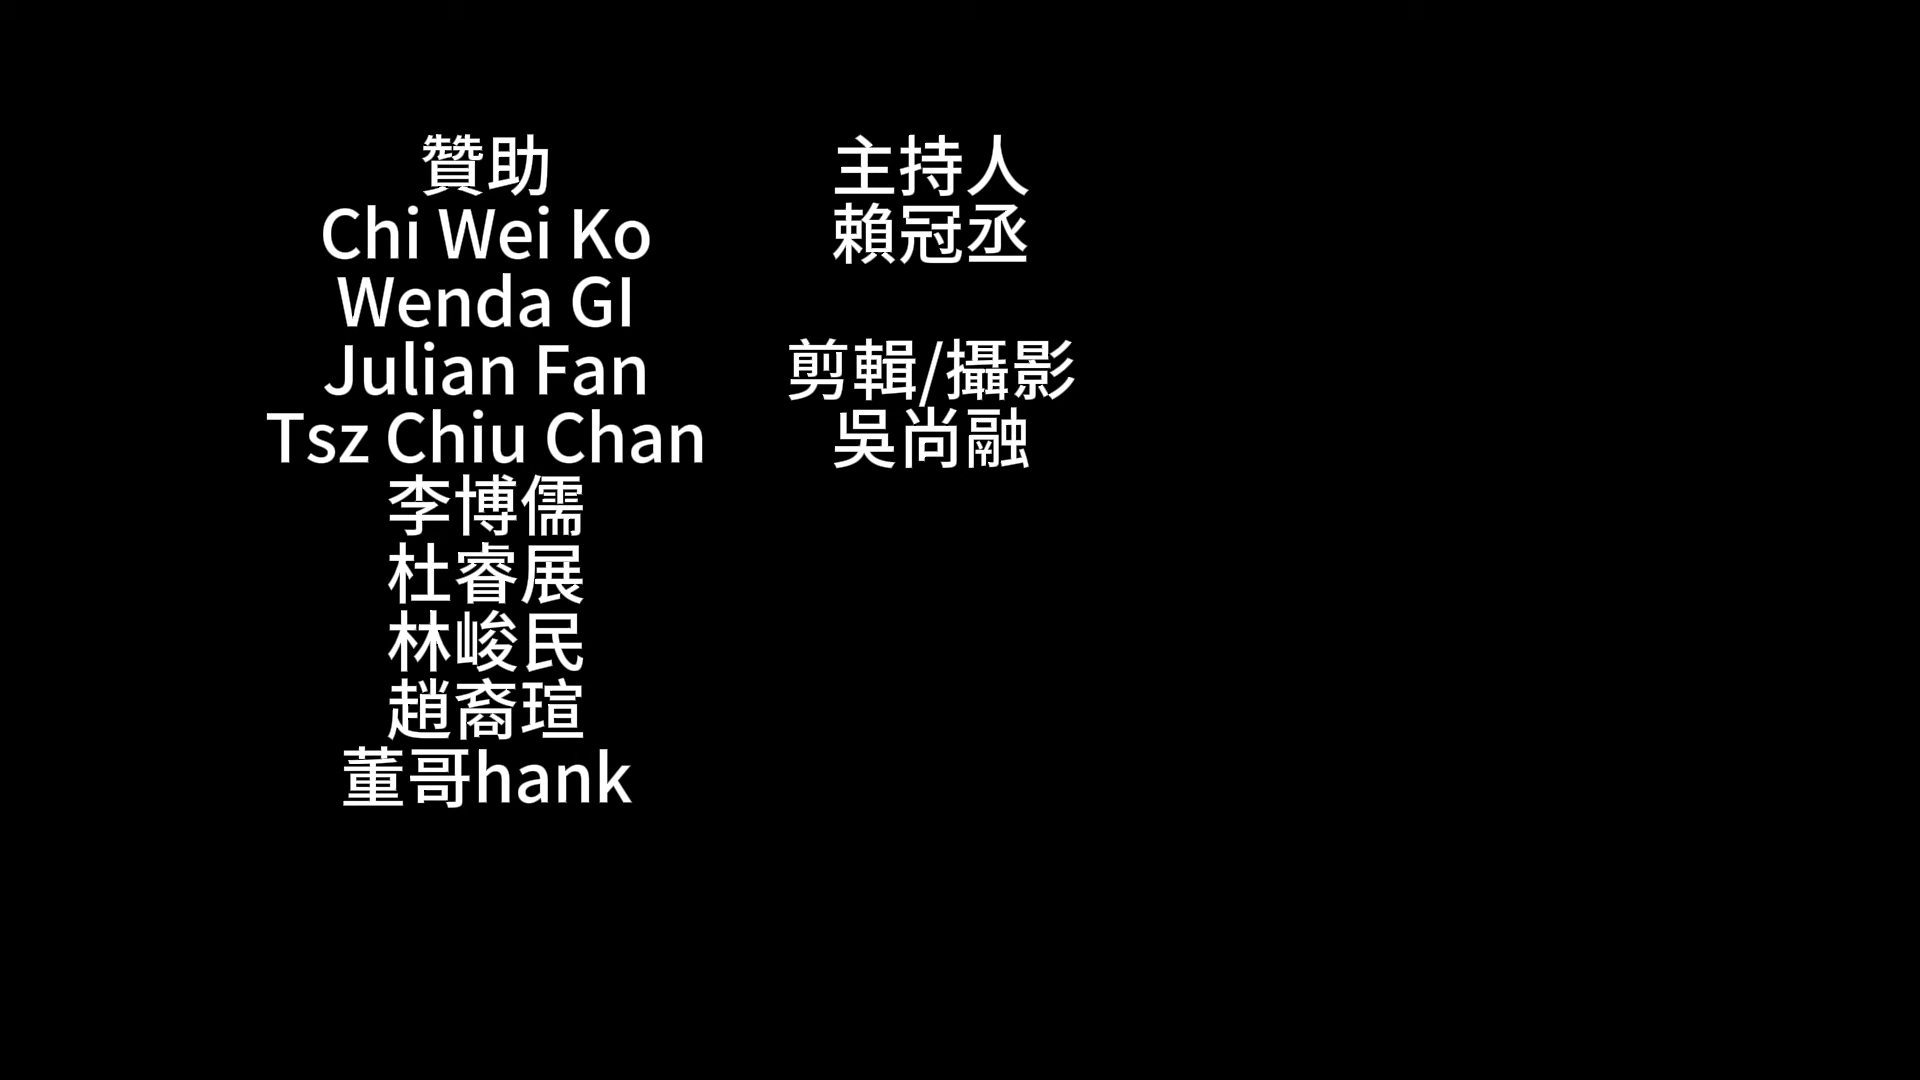 贊助
Chi Wei Ko
Wenda GI
Julian Fan
Tsz Chiu Chan
李博儒
杜睿展
林峻民
趙裔瑄
董哥hank
主持人
賴冠丞
剪輯/攝影
吳尚融